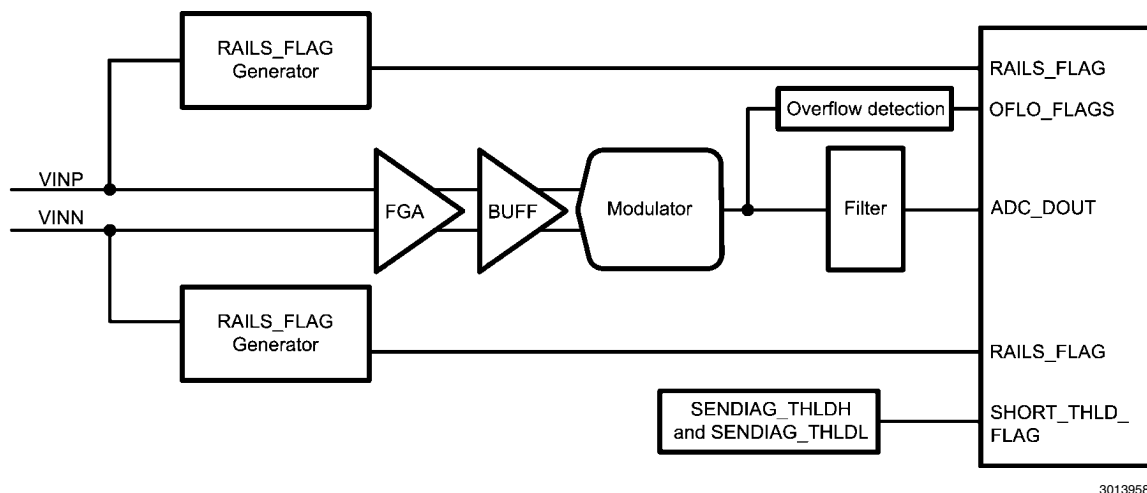 RAILS_FLAG
Generator
RAILS_FLAG
Overflow detection
OFLO_FLAGS
VINP
VINN
FGA
BUFF
Modulator
Filter
ADC_DOUT
RAILS_FLAG
Generator
RAILS_FLAG
SENDIAG_THLDH
and SENDIAG_THLDL
SHORT_THLD_
FLAG
3013958